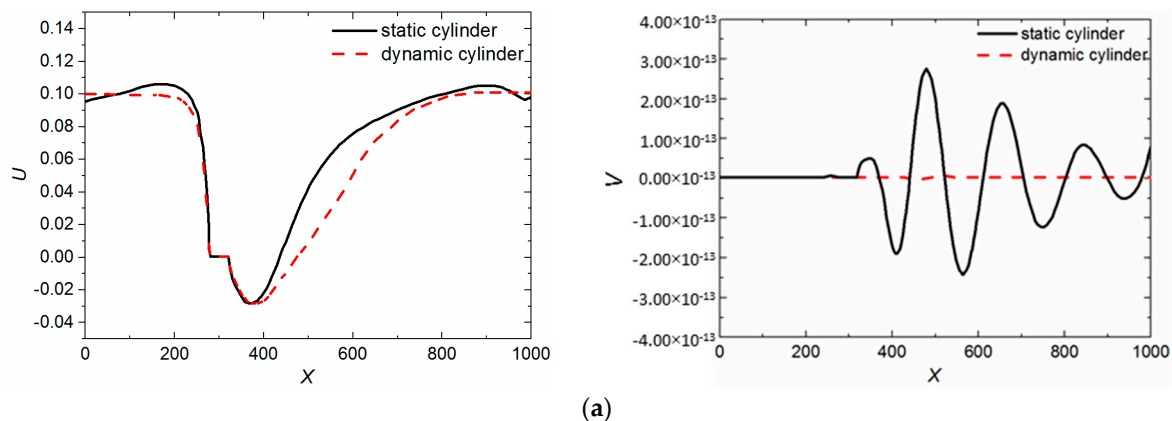 0.14
0.12
0.10
0.08
0.06
0.04
0.02
0.00
-0.02
-0.04
U
static cylinder
dynamic cylinder
0 200 400 600 800 1000
X
4.00×10-13
3.00×10-13
2.00×10-13
1.00×10-13
0.00×10-13
-1.00×10-13
-2.00×10-13
-3.00×10-13
-4.00×10-13
V
static cylinder
dynamic cylinder
0 200 400 600 800 1000
X
(a)